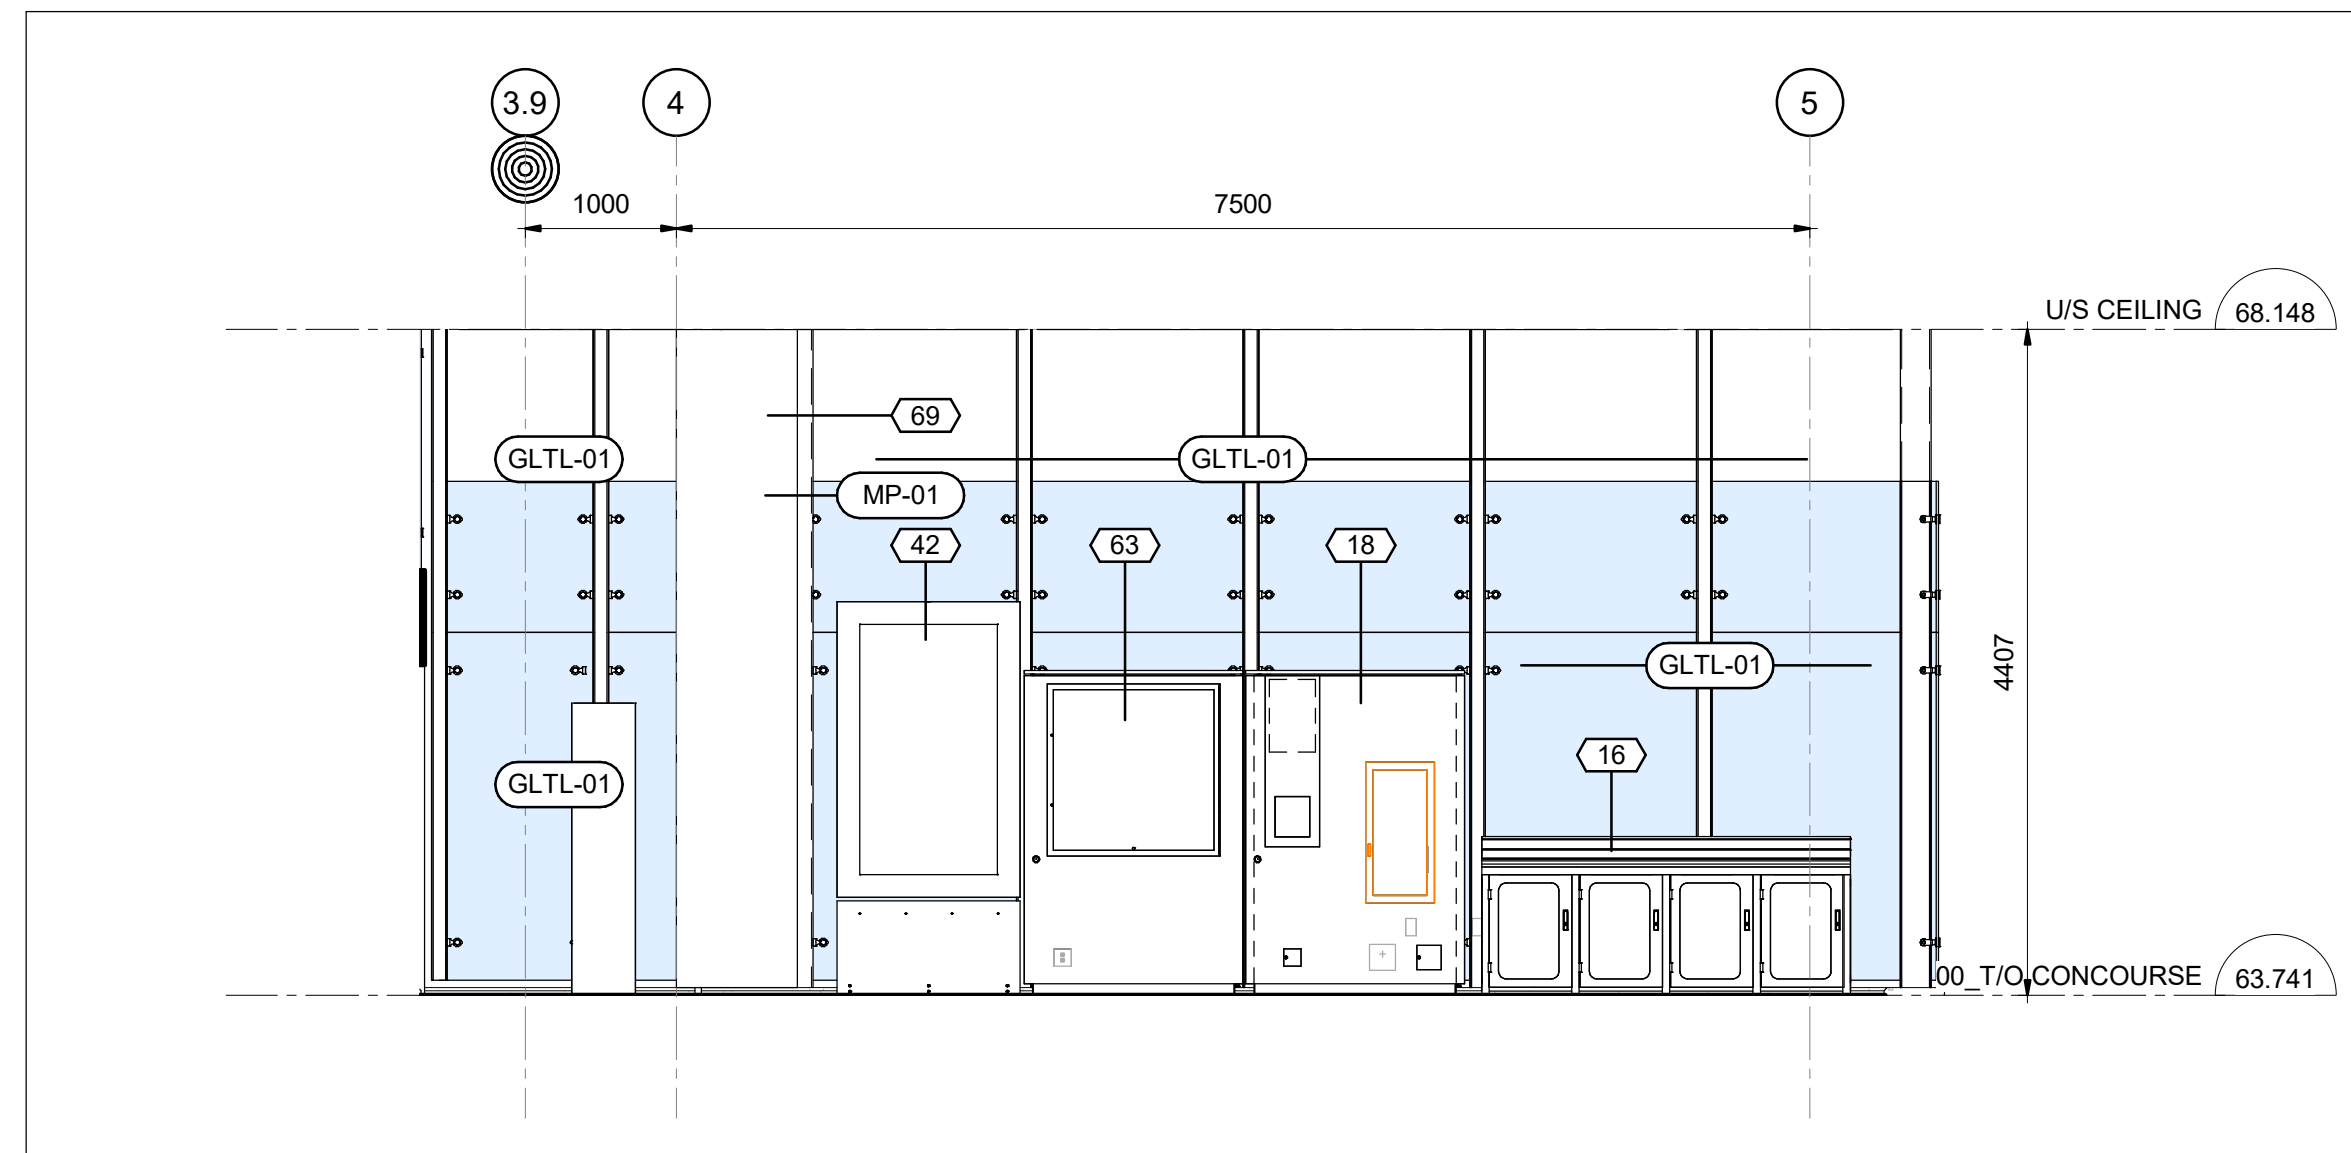 3.9
4
5
1000
7500
U/S CEILING
68.148
69
GLTL-01
GLTL-01
MP-01
42
63
18
GLTL-01
4407
16
GLTL-01
00_T/O CONCOURSE
63.741